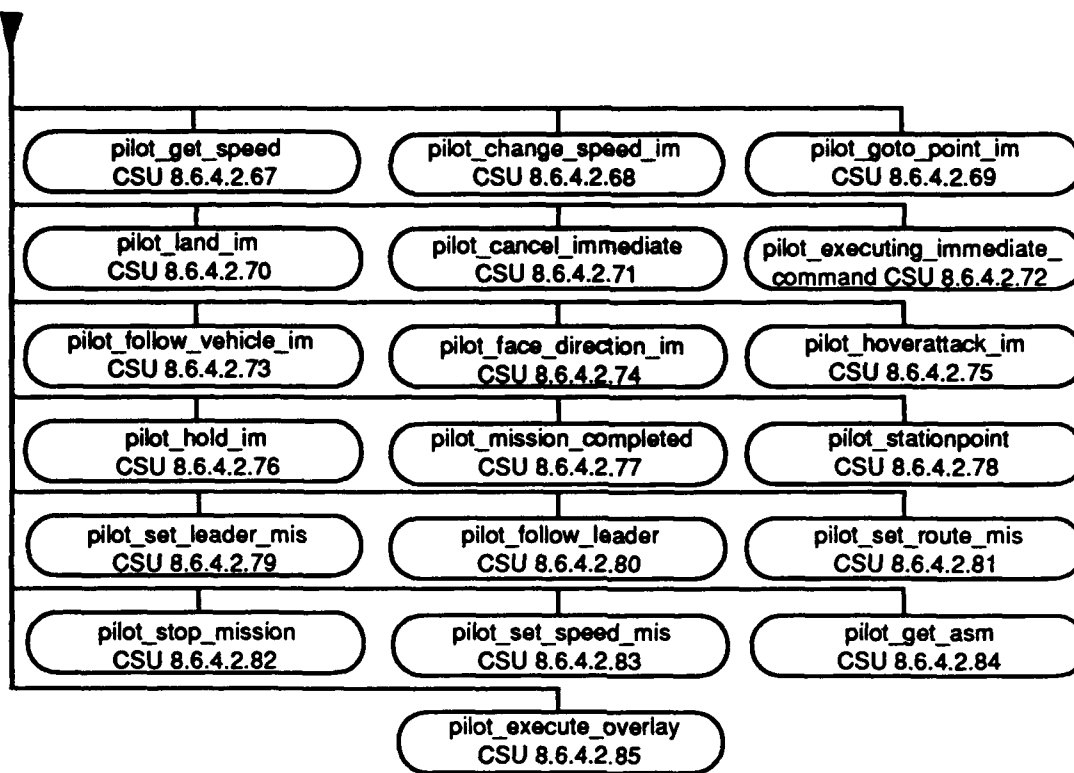 pilot_get_speed
CSU 8.6.4.2.67
pilot_change_speed_im
CSU 8.6.4.2.68
pilot_goto_point_im
CSU 8.6.4.2.69
pilot_land_im
CSU 8.6.4.2.70
pilot_cancel_immediate
CSU 8.6.4.2.71
pilot_executing_immediate_
command CSU 8.6.4.2.72
pilot_follow_vehicle_im
CSU 8.6.4.2.73
pilot_face_direction_im
CSU 8.6.4.2.74
pilot_hoverattack_im
CSU 8.6.4.2.75
pilot_hold_im
CSU 8.6.4.2.76
pilot_mission_completed
CSU 8.6.4.2.77
pilot_stationpoint
CSU 8.6.4.2.78
pilot_set_leader_mis
CSU 8.6.4.2.79
pilot_follow_leader
CSU 8.6.4.2.80
pilot_set_route_mis
CSU 8.6.4.2.81
pilot_stop_mission
CSU 8.6.4.2.82
pilot_set_speed_mis
CSU 8.6.4.2.83
pilot_get_asm
CSU 8.6.4.2.84
pilot_execute_overlay
CSU 8.6.4.2.85